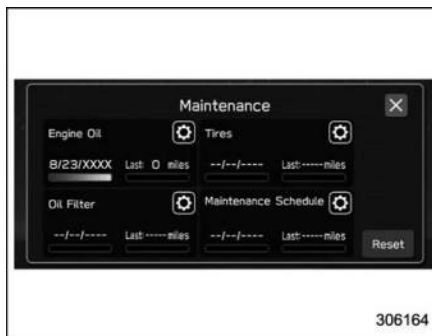 Maintenance
Engine Oil
Tires
8/23/XXXX Last: 0 miles
--/--/---- Last:-----miles
Oil Filter
Maintenance Schedule
--/--/---- Last:-----miles
--/--/---- Last:-----miles
Reset
306164